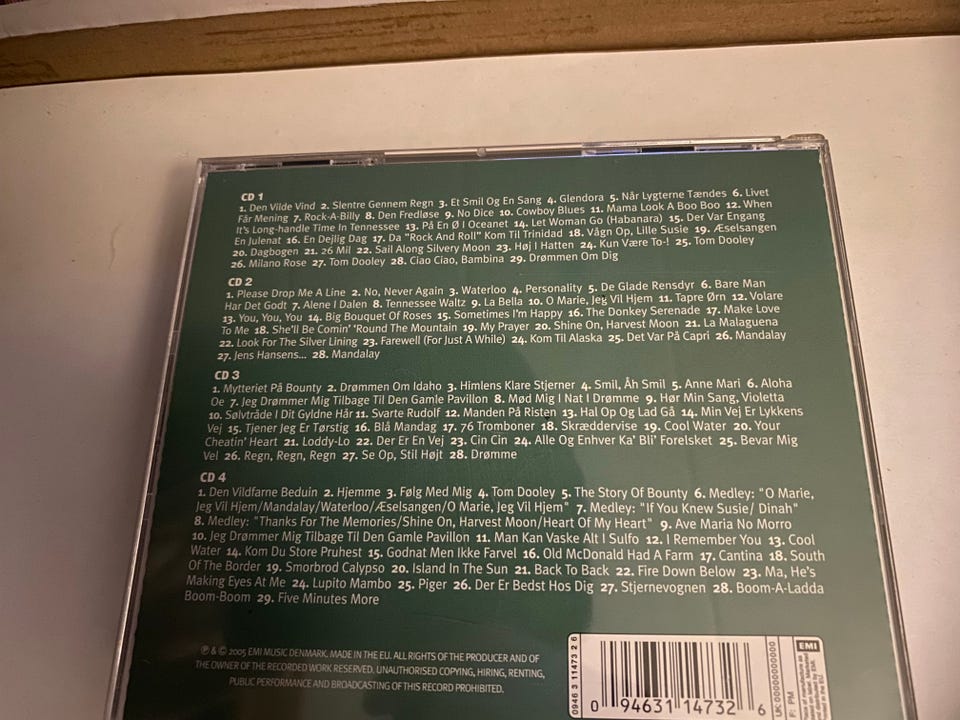 CD 1
1. Den Vilde Vind 2. Slentre Gennem Regn 3. Et Smil Og En Sang 4. Glendora 5. Når Lygterne Tændes 6. Livet
Får Mening 7. Rock-A-Billy 8. Den Fredløse 9. No Dice 10. Cowboy Blues 11. Mama Look A Boo Boo 12. When
It's Long-handle Time In Tennessee 13. På En Ø I Oceanet 14. Let Woman Go (Habanara) 15. Der Var Engang
En Julenat 16. En Dejlig Dag 17. Da "Rock And Roll" Kom Til Trinidad 18. Vågn Op, Lille Susie 19. Æselsangen
20. Dagbogen 21. 26 Mil 22. Sail Along Silvery Moon 23. Høj I Hatten 24. Kun Være To-! 25. Tom Dooley
26. Milano Rose 27. Tom Dooley 28. Ciao Ciao, Bambina 29. Drømmen Om Dig
CD 2
1. Please Drop Me A Line 2. No, Never Again 3. Waterloo 4. Personality 5. De Glade Rensdyr 6. Bare Man
Har Det Godt 7. Alene I Dalen 8. Tennessee Waltz 9. La Bella 10. O Marie, Jeg Vil Hjem 11. Tapre Ørn 12. Volare
13. You, You, You 14. Big Bouquet Of Roses 15. Sometimes I'm Happy 16. The Donkey Serenade 17. Make Love
To Me 18. She'll Be Comin' 'Round The Mountain 19. My Prayer 20. Shine On, Harvest Moon 21. La Malaguena
22. Look For The Silver Lining 23. Farewell (For Just A While) 24. Kom Til Alaska 25. Det Var På Capri 26. Mandalay
27. Jens Hansens... 28. Mandalay
CD 3
1. Mytteriet På Bounty 2. Drømmen Om Idaho 3. Himlens Klare Stjerner 4. Smil, Åh Smil 5. Anne Mari 6. Aloha
Oe 7. Jeg Drømmer Mig Tilbage Til Den Gamle Pavillon 8. Mød Mig I Nat I Drømme 9. Hør Min Sang, Violetta
10. Sølvtråde I Dit Gyldne Hår 11. Svarte Rudolf 12. Manden På Risten 13. Hal Op Og Lad Gå 14. Min Vej Er Lykkens
Vej 15. Tjener Jeg Er Tørstig 16. Blå Mandag 17. 76 Tromboner 18. Skræddervise 19. Cool Water 20. Your
Cheatin' Heart 21. Loddy-Lo 22. Der Er En Vej 23. Cin Cin 24. Alle Og Enhver Ka' Bli' Forelsket 25. Bevar Mig
Vel 26. Regn, Regn, Regn 27. Se Op, Stil Højt 28. Drømme
CD 4
1. Den Vildfarne Beduin 2. Hjemme 3. Følg Med Mig 4. Tom Dooley 5. The Story Of Bounty 6. Medley: "O Marie,
Jeg Vil Hjem/Mandalay/Waterloo/Æselsangen/O Marie, Jeg Vil Hjem" 7. Medley: "If You Knew Susie/ Dinah"
8. Medley: "Thanks For The Memories/Shine On, Harvest Moon/Heart Of My Heart" 9. Ave Maria No Morro
10. Jeg Drømmer Mig Tilbage Til Den Gamle Pavillon 11. Man Kan Vaske Alt I Sulfo 12. I Remember You 13. Cool
Water 14. Kom Du Store Pruhest 15. Godnat Men Ikke Farvel 16. Old McDonald Had A Farm 17. Cantina 18. South
Of The Border 19. Smorbrod Calypso 20. Island In The Sun 21. Back To Back 22. Fire Down Below 23. Ma, He's
Making Eyes At Me 24. Lupito Mambo 25. Piger 26. Der Er Bedst Hos Dig 27. Stjernevognen 28. Boom-A-Ladda
Boom-Boom 29. Five Minutes More
℗ & © 2005 EMI MUSIC DENMARK. MADE IN THE EU. ALL RIGHTS OF THE PRODUCER AND OF
THE OWNER OF THE RECORDED WORK RESERVED. UNAUTHORISED COPYING, HIRING, RENTING,
PUBLIC PERFORMANCE AND BROADCASTING OF THIS RECORD PROHIBITED.
0946 3 11473 2 6
0 94631 14732 6
UK:0000000000000
F: PM
EMI